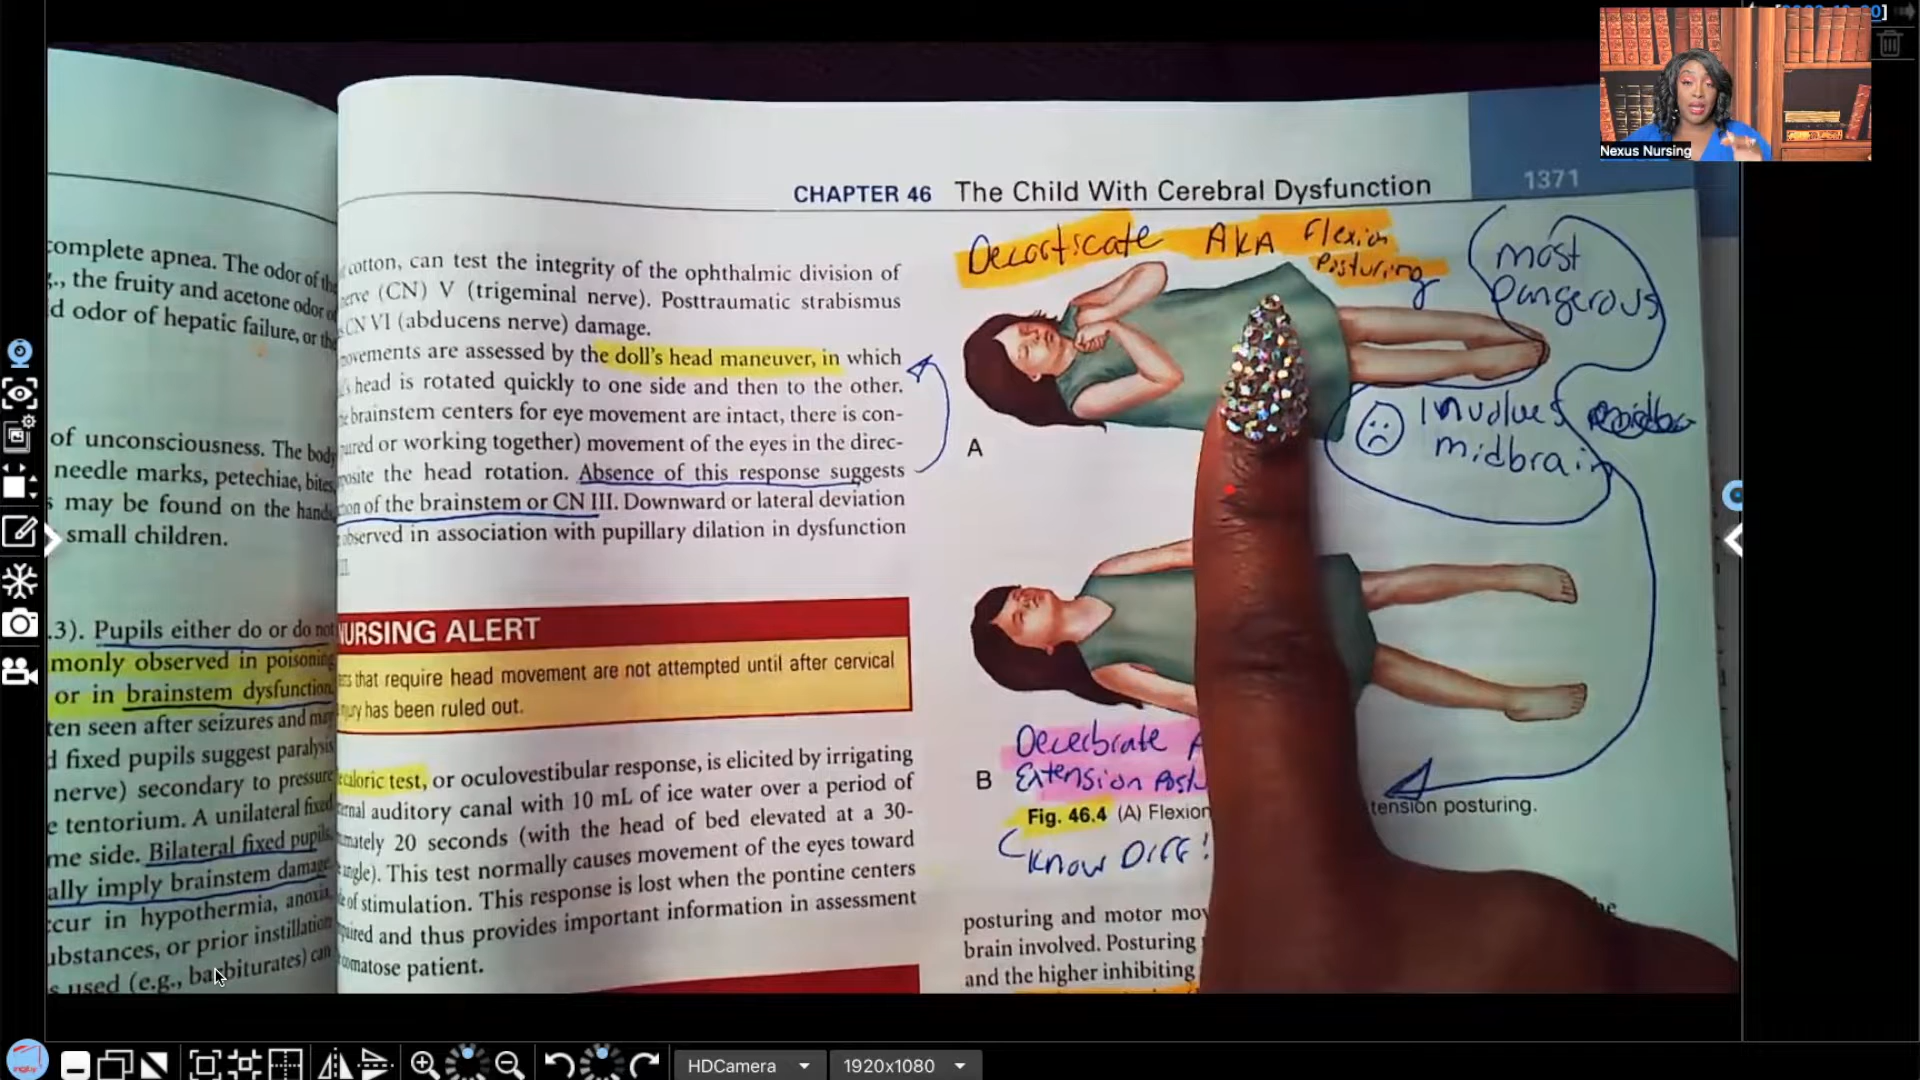 Nexus Nursing
CHAPTER 46 The Child With Cerebral Dysfunction
1371
complete apnea. The odor of the
., the fruity and acetone odor of
d odor of hepatic failure, or the
of unconsciousness. The body
needle marks, petechiae, bites,
s may be found on the hands
small children.
.3). Pupils either do or do not
monly observed in poisoning
or in brainstem dysfunction.
ten seen after seizures and may
d fixed pupils suggest paralysis
nerve) secondary to pressure
e tentorium. A unilateral fixed
me side. Bilateral fixed pupils
ally imply brainstem damage
cur in hypothermia, anoxia,
ubstances, or prior instillation
s used (e.g., barbiturates) can
cotton, can test the integrity of the ophthalmic division of
nerve (CN) V (trigeminal nerve). Posttraumatic strabismus
CN VI (abducens nerve) damage.
ovements are assessed by the doll's head maneuver, in which
head is rotated quickly to one side and then to the other.
brainstem centers for eye movement are intact, there is con-
or working together) movement of the eyes in the direc-
posite the head rotation. Absence of this response suggests
of the brainstem or CN III. Downward or lateral deviation
observed in association with pupillary dilation in dysfunction
NURSING ALERT
that require head movement are not attempted until after cervical
has been ruled out.
caloric test, or oculovestibular response, is elicited by irrigating
auditory canal with 10 mL of ice water over a period of
mately 20 seconds (with the head of bed elevated at a 30-
angle). This test normally causes movement of the eyes toward
of stimulation. This response is lost when the pontine centers
and thus provides important information in assessment
comatose patient.
Decorticate AKA Flexion
Posturing
most
Dangerous
Involves
midbrain
A
Decerebrate A
B
Extension Post
Fig. 46.4 (A) Flexion
tension posturing.
Know DIFF!
posturing and motor mo
brain involved. Posturing
and the higher inhibiting
HDCamera
1920x1080